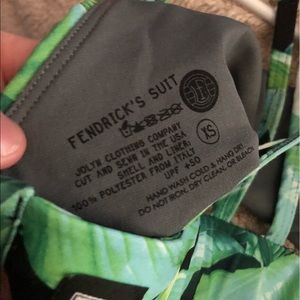 FENDRICK'S SUIT
JOLYN CLOTHING COMPANY
CUT AND SEWN IN THE USA
SHELL AND LINER:
100% POLYESTER FROM ITALY
UPF +50
HAND WASH COLD & HANG DRY
DO NOT IRON, DRY CLEAN, OR BLEACH
XS